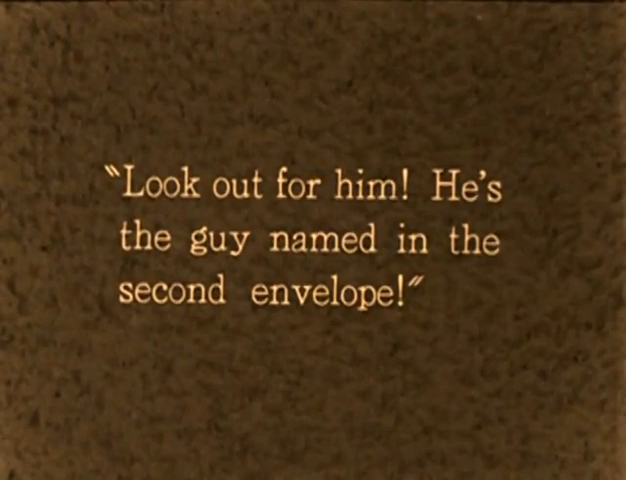 "Look out for him! He's
the guy named in the
second envelope!"